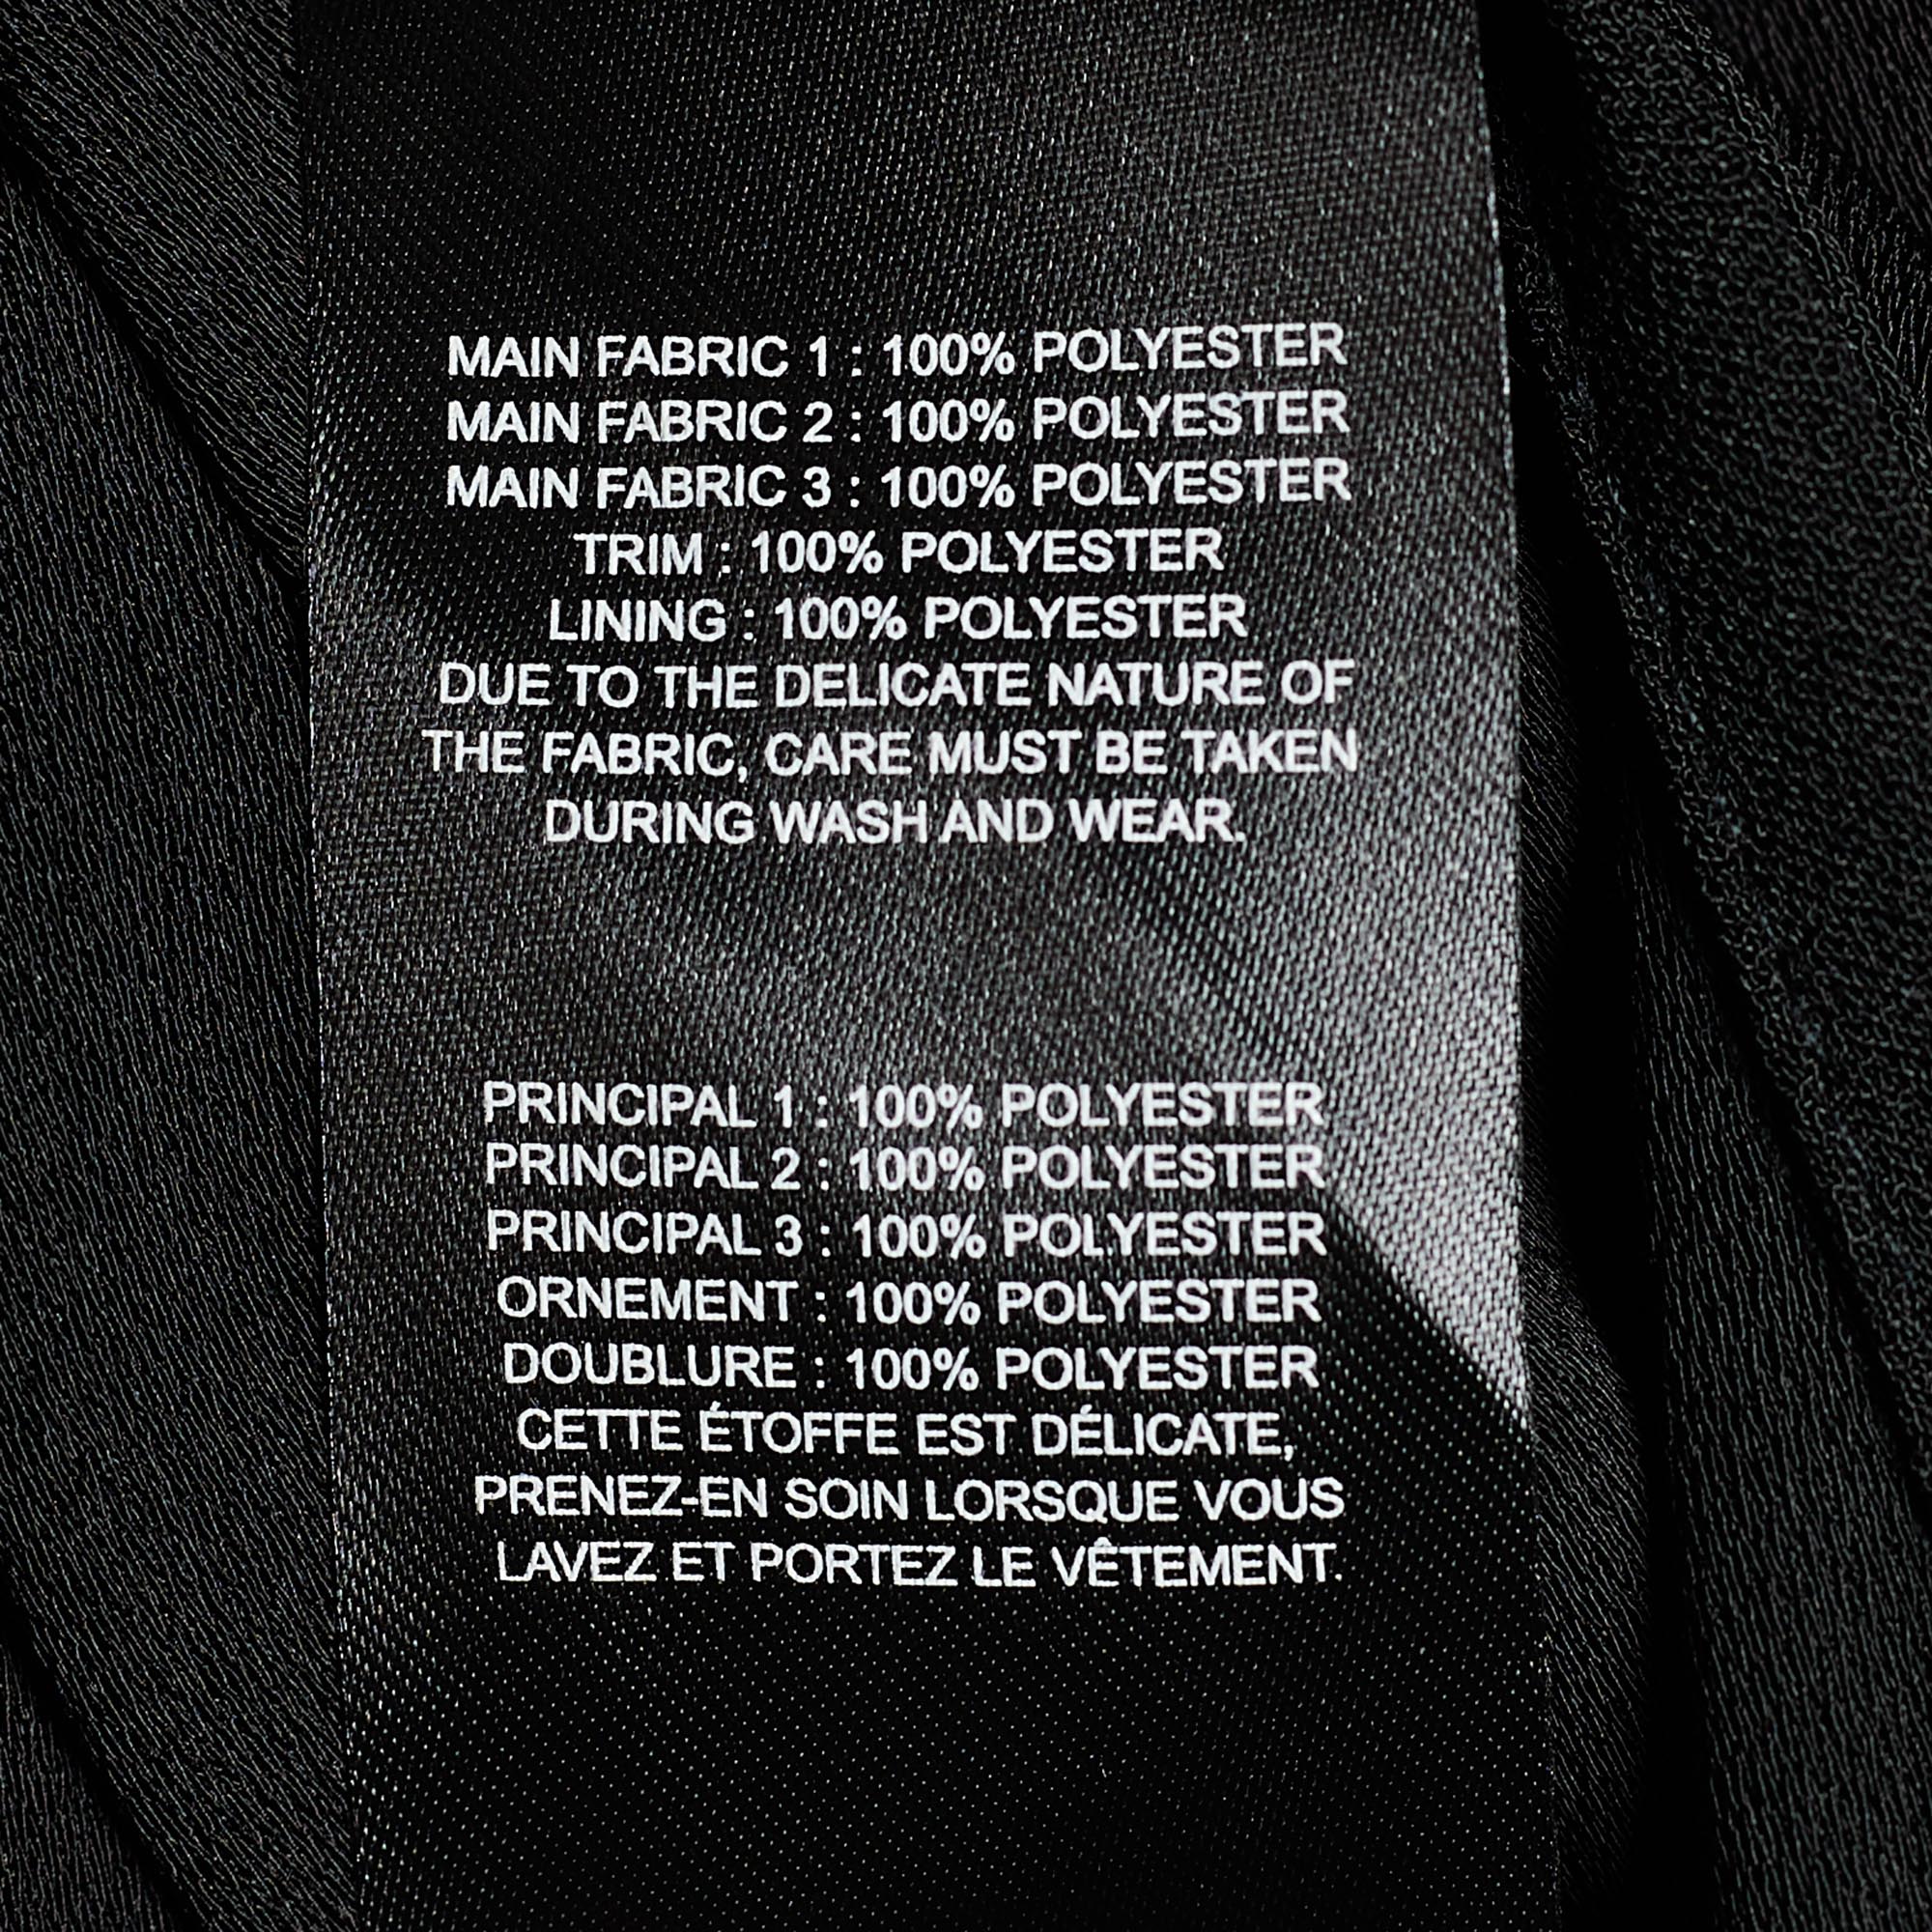 MAIN FABRIC 1 : 100% POLYESTER
MAIN FABRIC 2 : 100% POLYESTER
MAIN FABRIC 3 : 100% POLYESTER
TRIM : 100% POLYESTER
LINING : 100% POLYESTER
DUE TO THE DELICATE NATURE OF
THE FABRIC, CARE MUST BE TAKEN
DURING WASH AND WEAR.
PRINCIPAL 1 : 100% POLYESTER
PRINCIPAL 2 : 100% POLYESTER
PRINCIPAL 3 : 100% POLYESTER
ORNEMENT : 100% POLYESTER
DOUBLURE : 100% POLYESTER
CETTE ÉTOFFE EST DÉLICATE,
PRENEZ-EN SOIN LORSQUE VOUS
LAVEZ ET PORTEZ LE VÊTEMENT.